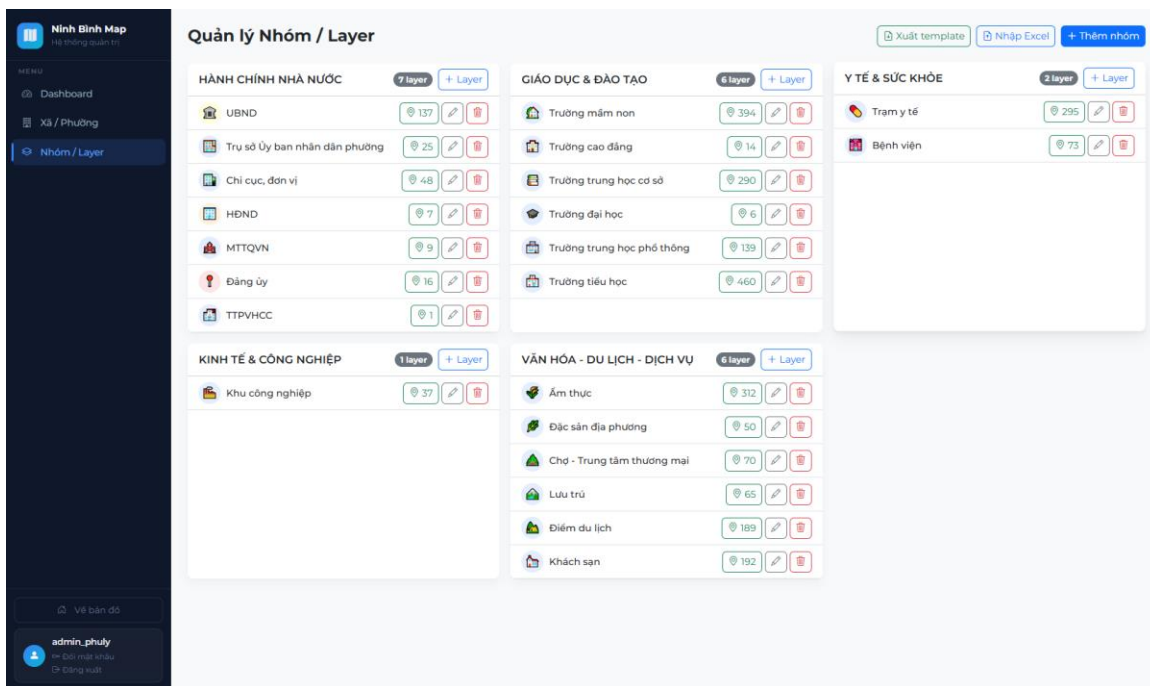 Ninh Bình Map
Hệ thống quản trị
MENU
Dashboard
Xã / Phường
Nhóm / Layer
Về bản đồ
admin_phuly
Đổi mật khẩu
Đăng xuất
Quản lý Nhóm / Layer
Xuất template
Nhập Excel
+ Thêm nhóm
HÀNH CHÍNH NHÀ NƯỚC 7 layer + Layer
UBND 137
Trụ sở Ủy ban nhân dân phường 25
Chi cục, đơn vị 48
HĐND 7
MTTQVN 9
Đảng ủy 16
TTPVHCC 1
GIÁO DỤC & ĐÀO TẠO 6 layer + Layer
Trường mầm non 394
Trường cao đẳng 14
Trường trung học cơ sở 290
Trường đại học 6
Trường trung học phổ thông 139
Trường tiểu học 460
Y TẾ & SỨC KHỎE 2 layer + Layer
Trạm y tế 295
Bệnh viện 73
KINH TẾ & CÔNG NGHIỆP 1 layer + Layer
Khu công nghiệp 37
VĂN HÓA - DU LỊCH - DỊCH VỤ 6 layer + Layer
Ẩm thực 312
Đặc sản địa phương 50
Chợ - Trung tâm thương mại 70
Lưu trú 65
Điểm du lịch 189
Khách sạn 192